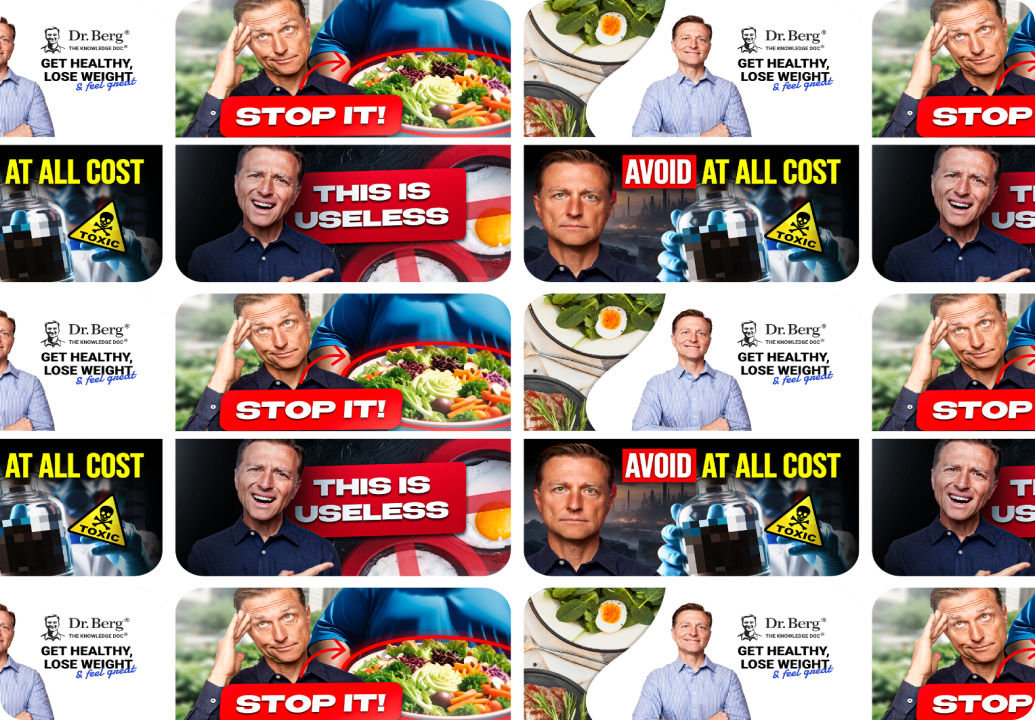 Dr. Berg®
THE KNOWLEDGE DOC®
GET HEALTHY,
LOSE WEIGHT,
& feel great
STOP IT!
Dr. Berg®
THE KNOWLEDGE DOC®
GET HEALTHY,
LOSE WEIGHT,
& feel great
STOP
AT ALL COST
TOXIC
THIS IS
USELESS
AVOID AT ALL COST
TOXIC
T
US
Dr. Berg®
THE KNOWLEDGE DOC®
GET HEALTHY,
LOSE WEIGHT,
& feel great
STOP IT!
Dr. Berg®
THE KNOWLEDGE DOC®
GET HEALTHY,
LOSE WEIGHT,
& feel great
STOP
AT ALL COST
TOXIC
THIS IS
USELESS
AVOID AT ALL COST
TOXIC
T
US
Dr. Berg®
THE KNOWLEDGE DOC®
GET HEALTHY,
LOSE WEIGHT,
& feel great
STOP IT!
Dr. Berg®
THE KNOWLEDGE DOC®
GET HEALTHY,
LOSE WEIGHT,
& feel great
STOP